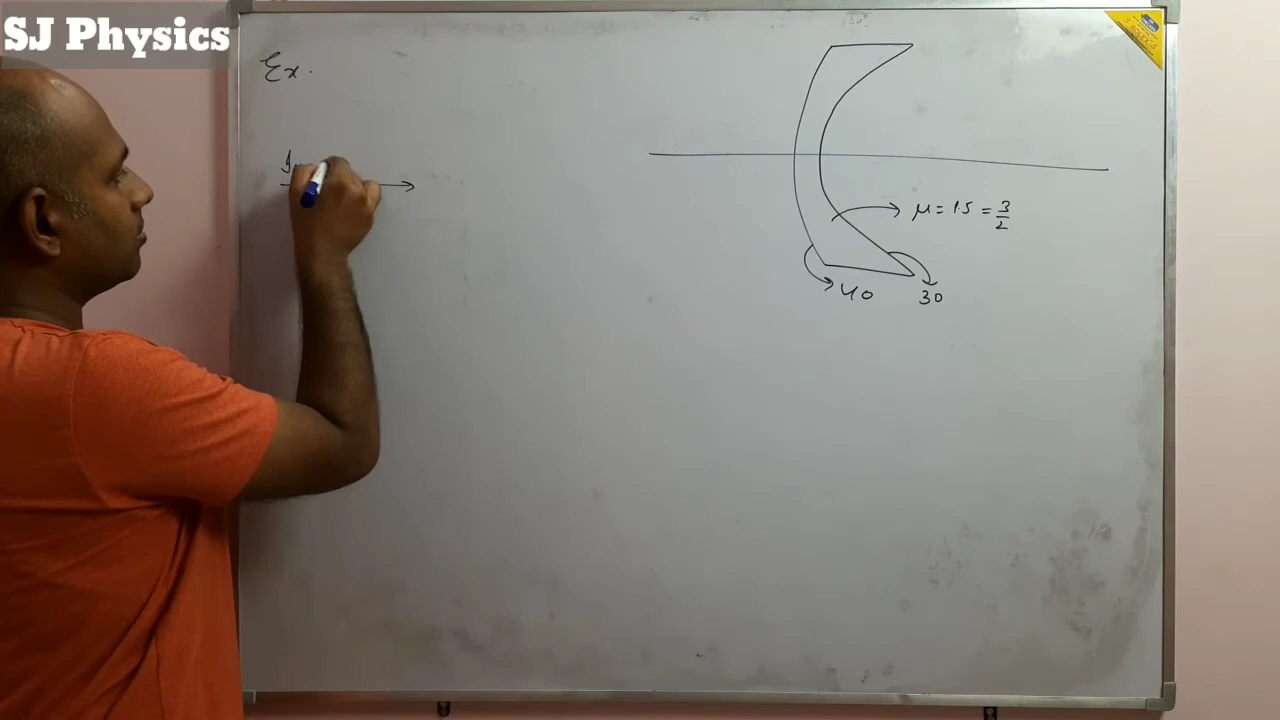 SJ Physics
Ex.
μ = 1.5 = 3/2
40
30